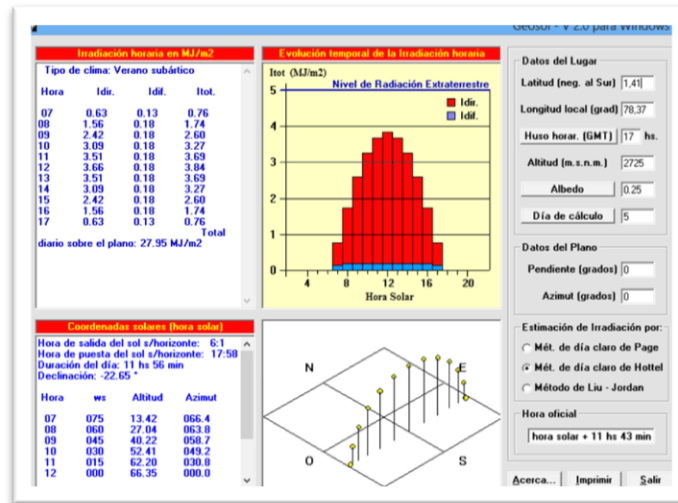 Geosol - V 2.0 para Windows
Irradiación horaria en MJ/m2
Tipo de clima: Verano subártico
Hora Idir. Idif. Itot.
07 0.63 0.13 0.76
08 1.56 0.18 1.74
09 2.42 0.18 2.60
10 3.09 0.18 3.27
11 3.51 0.18 3.69
12 3.66 0.18 3.84
13 3.51 0.18 3.69
14 3.09 0.18 3.27
15 2.42 0.18 2.60
16 1.56 0.18 1.74
17 0.63 0.13 0.76
Total
diario sobre el plano: 27.95 MJ/m2
Evolución temporal de la Irradiación horaria
Itot (MJ/m2)
Nivel de Radiación Extraterrestre
Idir.
Idif.
5
4
3
2
1
0
4 8 12 16 20
Hora Solar
Coordenadas solares (hora solar)
Hora de salida del sol s/horizonte: 6:1
Hora de puesta del sol s/horizonte: 17:58
Duración del día: 11 hs 56 min
Declinación: -22.65 °
Hora ws Altitud Azimut
07 075 13.42 066.4
08 060 27.04 063.8
09 045 40.22 058.7
10 030 52.41 049.2
11 015 62.20 030.8
12 000 66.35 000.0
N E
O S
Datos del Lugar
Latitud (neg. al Sur) 1,41
Longitud local (grad) 78,37
Huso horar. (GMT) 17 hs.
Altitud (m.s.n.m.) 2725
Albedo 0.25
Día de cálculo 5
Datos del Plano
Pendiente (grados) 0
Azimut (grados) 0
Estimación de Irradiación por:
Mét. de día claro de Page
Mét. de día claro de Hottel
Método de Liu - Jordan
Hora oficial
hora solar + 11 hs 43 min
Acerca... Imprimir Salir